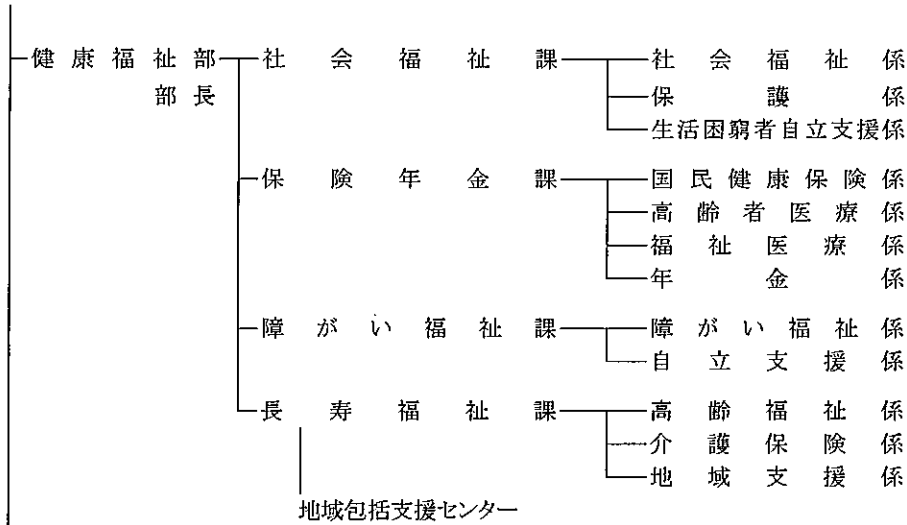 健康福祉部 社会福祉課 社会福祉係
部長 保護係
生活困窮者自立支援係
保険年金課 国民健康保険係
高齢者医療係
福祉医療係
年金係
障がい福祉課 障がい福祉係
自立支援係
長寿福祉課 高齢福祉係
介護保険係
地域支援係
地域包括支援センター